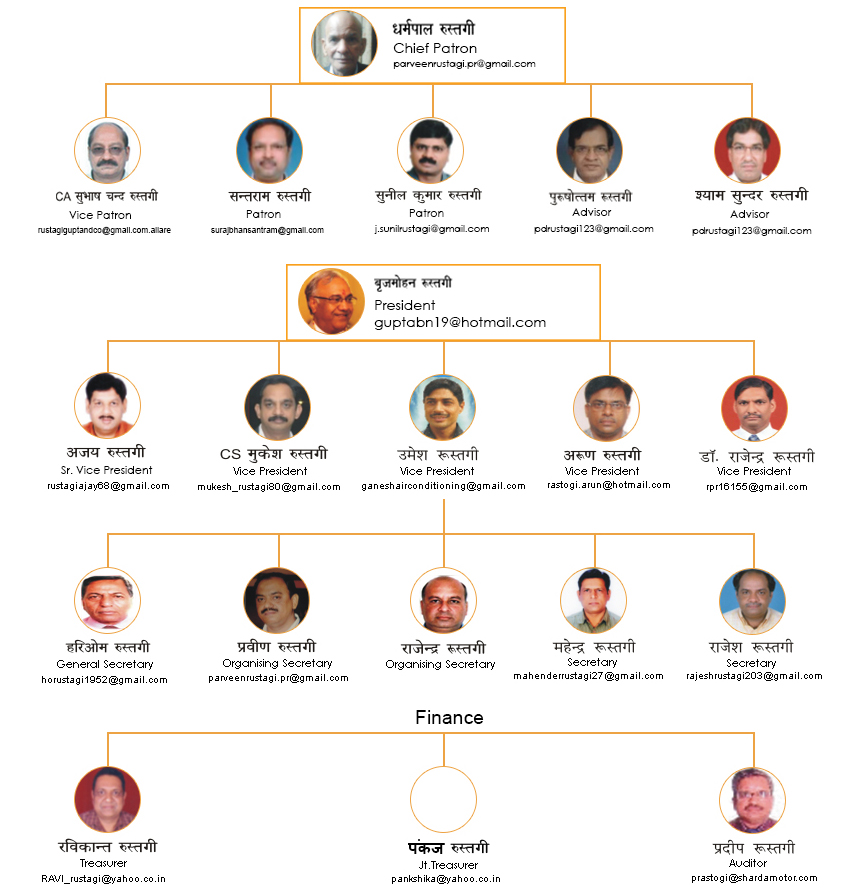 धर्मपाल रुस्तगी
Chief Patron
parveenrustagi.pr@gmail.com
CA सुभाष चन्द रुस्तगी
Vice Patron
rustagiguptandco@gmail.com.allare
सन्तराम रुस्तगी
Patron
surajbhansantram@gmail.com
सुनील कुमार रुस्तगी
Patron
j.sunilrustagi@gmail.com
पुरूषोत्तम रूस्तगी
Advisor
pdrustagi123@gmail.com
श्याम सुन्दर रुस्तगी
Advisor
pdrustagi123@gmail.com
बृजमोहन रूस्तगी
President
guptabn19@hotmail.com
अजय रुस्तगी
Sr. Vice President
rustagiajay68@gmail.com
CS मुकेश रुस्तगी
Vice President
mukesh_rustagi80@gmail.com
उमेश रूस्तगी
Vice President
ganeshairconditioning@gmail.com
अरूण रुस्तगी
Vice President
rastogi.arun@hotmail.com
डॉ. राजेन्द्र रूस्तगी
Vice President
rpr16155@gmail.com
हरिओम रुस्तगी
General Secretary
horustagi1952@gmail.com
प्रवीण रुस्तगी
Organising Secretary
parveenrustagi.pr@gmail.com
राजेन्द्र रूस्तगी
Organising Secretary
महेन्द्र रूस्तगी
Secretary
mahenderrustagi27@gmail.com
राजेश रूस्तगी
Secretary
rajeshrustagi203@gmail.com
Finance
रविकान्त रुस्तगी
Treasurer
RAVI_rustagi@yahoo.co.in
पंकज रुस्तगी
Jt.Treasurer
pankshika@yahoo.co.in
प्रदीप रूस्तगी
Auditor
prastogi@shardamotor.com